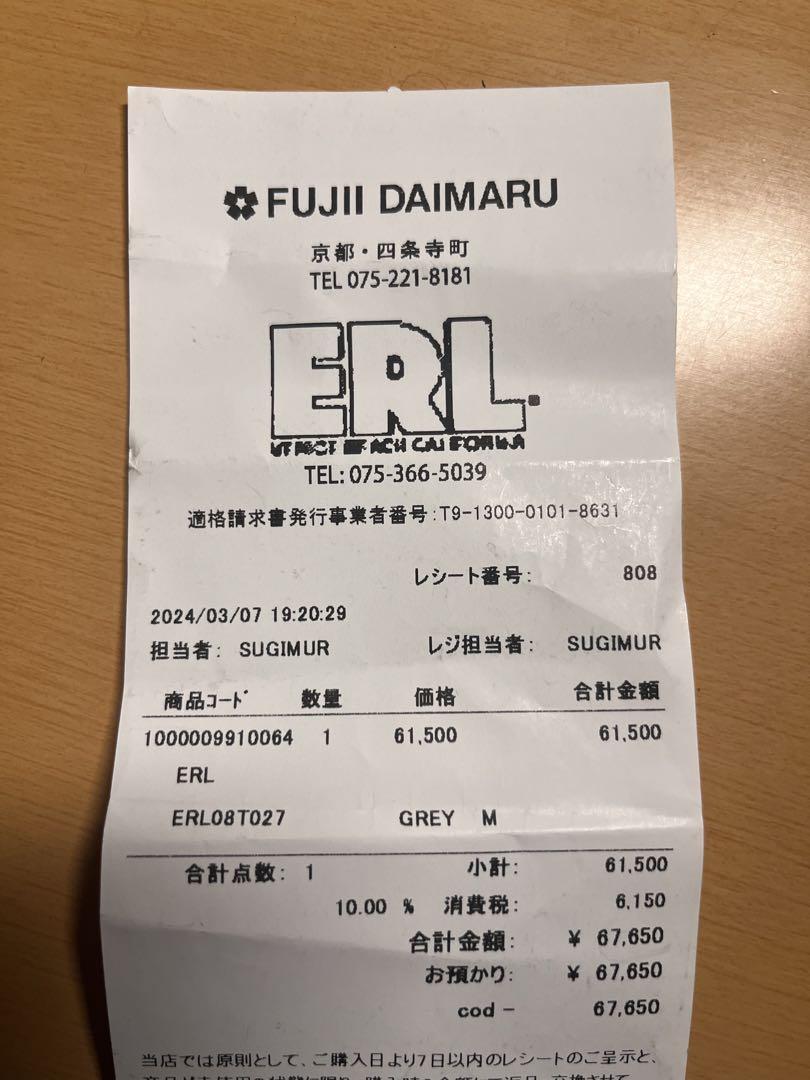 FUJII DAIMARU
京都・四条寺町
TEL 075-221-8181
ERL.
BEACH CALIFORNIA
TEL: 075-366-5039
適格請求書発行事業者番号:T9-1300-0101-8631
レシート番号: 808
2024/03/07 19:20:29
担当者: SUGIMUR レジ担当者: SUGIMUR
商品コード 数量 価格 合計金額
1000009910064 1 61,500 61,500
ERL
ERL08T027 GREY M
合計点数: 1 小計: 61,500
10.00 % 消費税: 6,150
合計金額: ¥ 67,650
お預かり: ¥ 67,650
cod - 67,650
当店では原則として、ご購入日より7日以内のレシートのご呈示と、